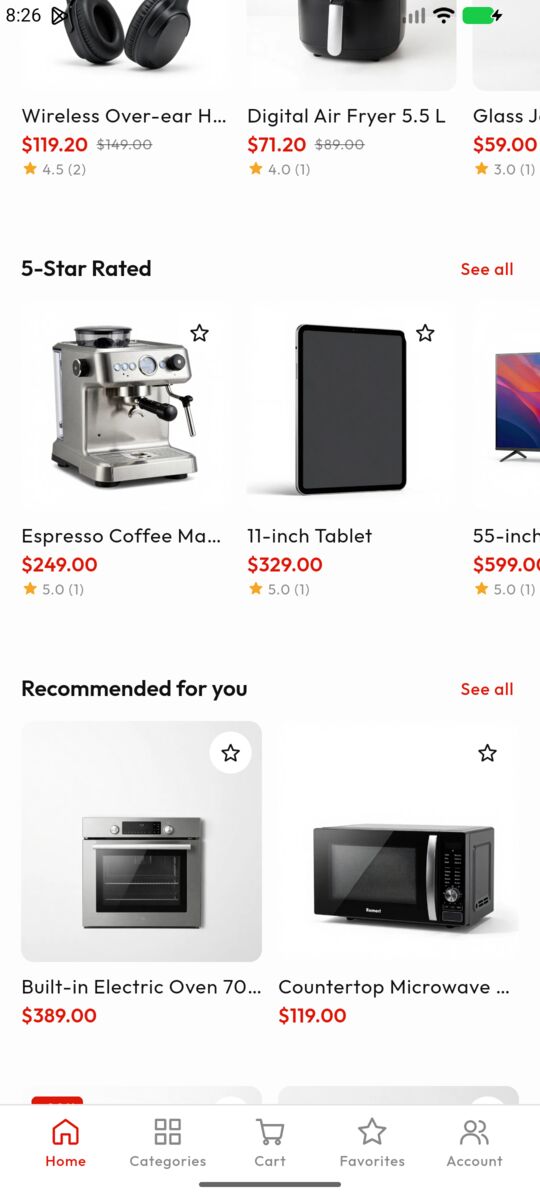 8:26
Wireless Over-ear H...
Digital Air Fryer 5.5 L
Glass J
$119.20 $149.00
$71.20 $89.00
$59.00
4.5 (2)
4.0 (1)
3.0 (1)
5-Star Rated
See all
Espresso Coffee Ma...
11-inch Tablet
55-inch
$249.00
$329.00
$599.0
5.0 (1)
5.0 (1)
5.0 (1)
Recommended for you
See all
Built-in Electric Oven 70...
Countertop Microwave ...
$389.00
$119.00
Home
Categories
Cart
Favorites
Account